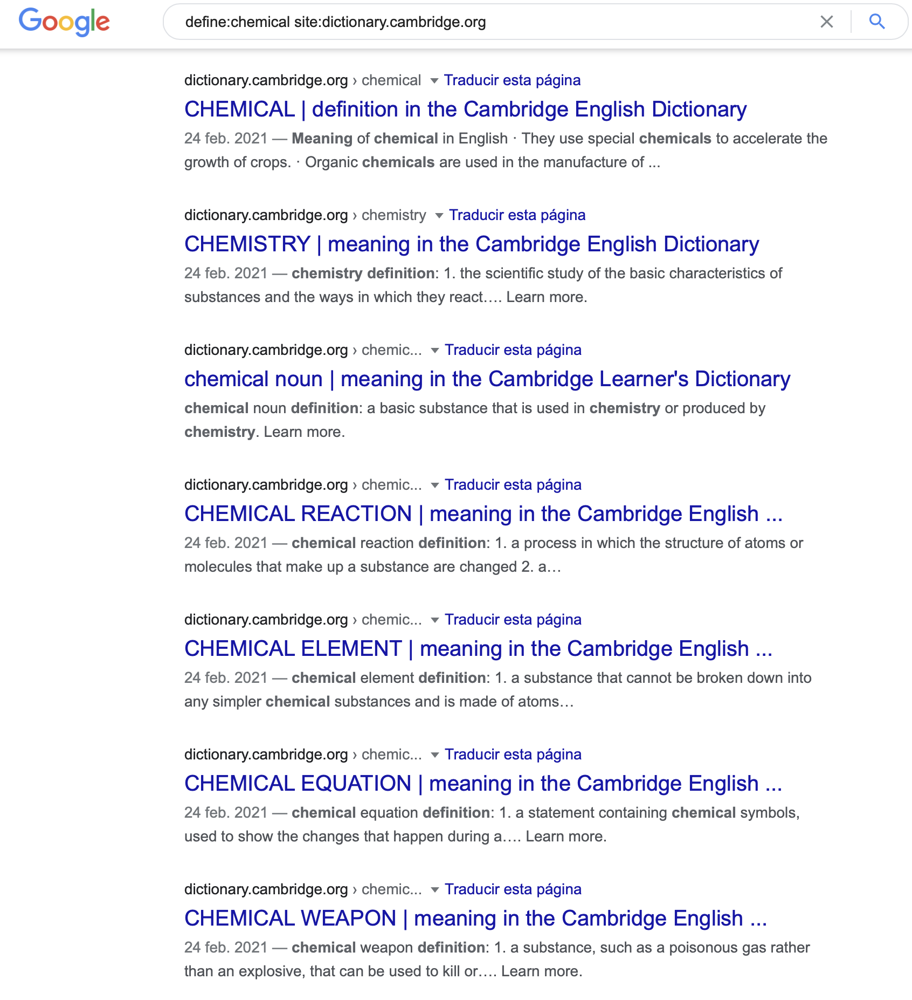 Google
define:chemical site:dictionary.cambridge.org
dictionary.cambridge.org › chemical Traducir esta página
CHEMICAL | definition in the Cambridge English Dictionary
24 feb. 2021 — Meaning of chemical in English · They use special chemicals to accelerate the
growth of crops. · Organic chemicals are used in the manufacture of ...
dictionary.cambridge.org › chemistry Traducir esta página
CHEMISTRY | meaning in the Cambridge English Dictionary
24 feb. 2021 — chemistry definition: 1. the scientific study of the basic characteristics of
substances and the ways in which they react…. Learn more.
dictionary.cambridge.org › chemic... Traducir esta página
chemical noun | meaning in the Cambridge Learner's Dictionary
chemical noun definition: a basic substance that is used in chemistry or produced by
chemistry. Learn more.
dictionary.cambridge.org › chemic... Traducir esta página
CHEMICAL REACTION | meaning in the Cambridge English ...
24 feb. 2021 — chemical reaction definition: 1. a process in which the structure of atoms or
molecules that make up a substance are changed 2. a…
dictionary.cambridge.org › chemic... Traducir esta página
CHEMICAL ELEMENT | meaning in the Cambridge English ...
24 feb. 2021 — chemical element definition: 1. a substance that cannot be broken down into
any simpler chemical substances and is made of atoms…
dictionary.cambridge.org › chemic... Traducir esta página
CHEMICAL EQUATION | meaning in the Cambridge English ...
24 feb. 2021 — chemical equation definition: 1. a statement containing chemical symbols,
used to show the changes that happen during a…. Learn more.
dictionary.cambridge.org › chemic... Traducir esta página
CHEMICAL WEAPON | meaning in the Cambridge English ...
24 feb. 2021 — chemical weapon definition: 1. a substance, such as a poisonous gas rather
than an explosive, that can be used to kill or…. Learn more.